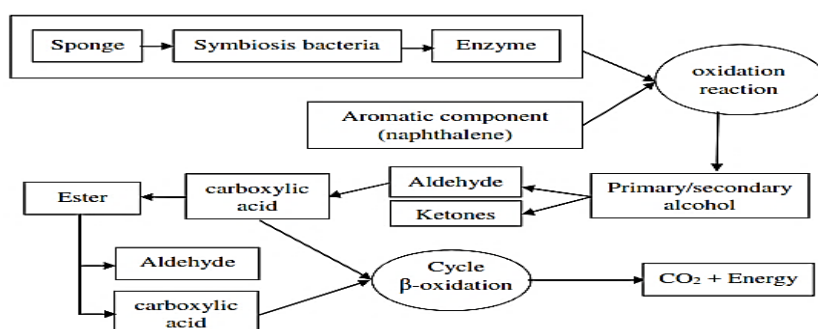 Sponge
Symbiosis bacteria
Enzyme
oxidation
reaction
Aromatic component
(naphthalene)
Ester
carboxylic
acid
Aldehyde
Ketones
Primary/secondary
alcohol
Aldehyde
carboxylic
acid
Cycle
β-oxidation
CO₂ + Energy